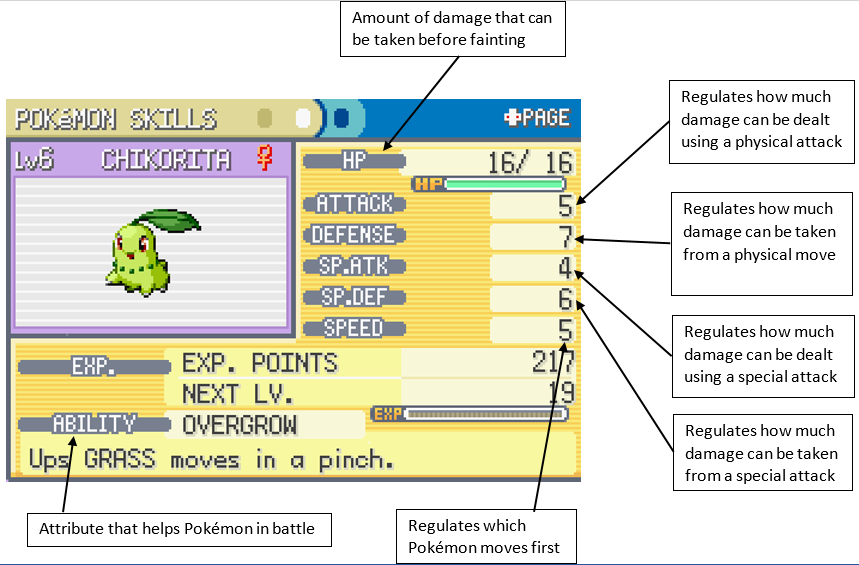 Amount of damage that can
be taken before fainting
POKéMON SKILLS
PAGE
Lv6 CHIKORITA ♀
HP 16/ 16
HP
ATTACK 5
DEFENSE 7
SP.ATK 4
SP.DEF 6
SPEED 5
EXP. EXP. POINTS 217
NEXT LV. 19
EXP
ABILITY OVERGROW
Ups GRASS moves in a pinch.
Regulates how much
damage can be dealt
using a physical attack
Regulates how much
damage can be taken
from a physical move
Regulates how much
damage can be dealt
using a special attack
Regulates how much
damage can be taken
from a special attack
Attribute that helps Pokémon in battle
Regulates which
Pokémon moves first